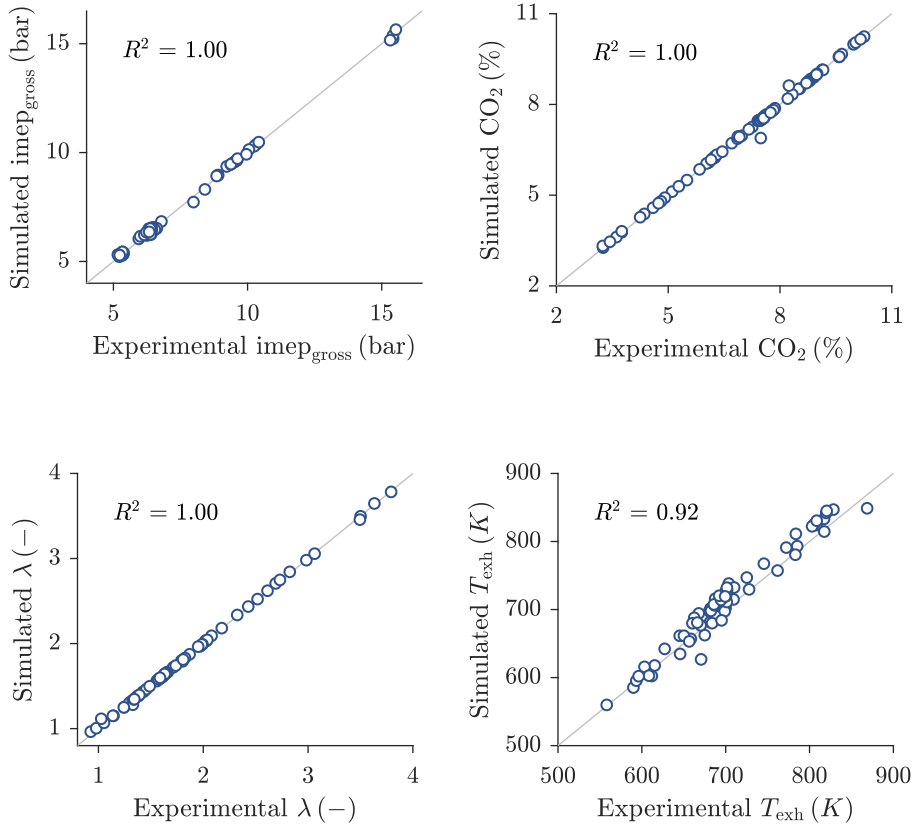 Simulated imep_gross (bar)
15
10
5
R² = 1.00
5 10 15
Experimental imep_gross (bar)
Simulated CO₂ (%)
11
8
5
2
R² = 1.00
2 5 8 11
Experimental CO₂ (%)
Simulated λ (−)
4
3
2
1
R² = 1.00
1 2 3 4
Experimental λ (−)
Simulated T_exh (K)
900
800
700
600
500
R² = 0.92
500 600 700 800 900
Experimental T_exh (K)